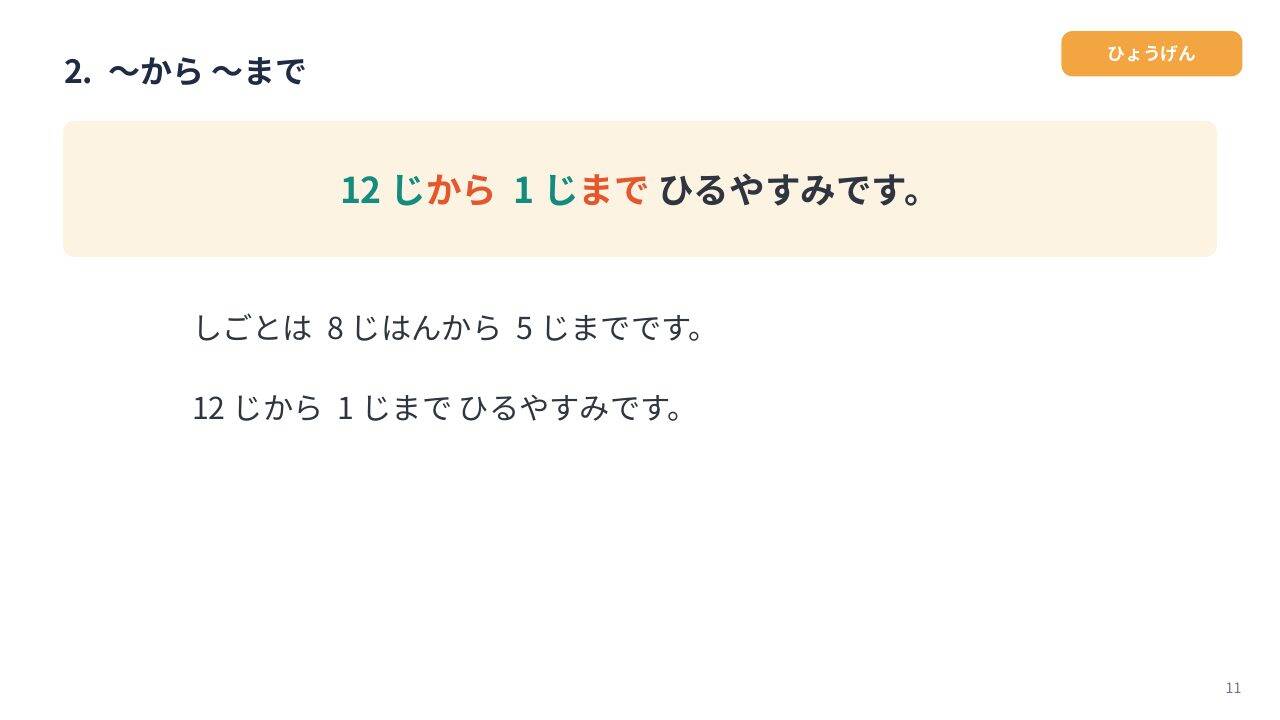 2. ～から ～まで
ひょうげん
12 じから 1 じまで ひるやすみです。
しごとは 8 じはんから 5 じまでです。
12 じから 1 じまで ひるやすみです。
11